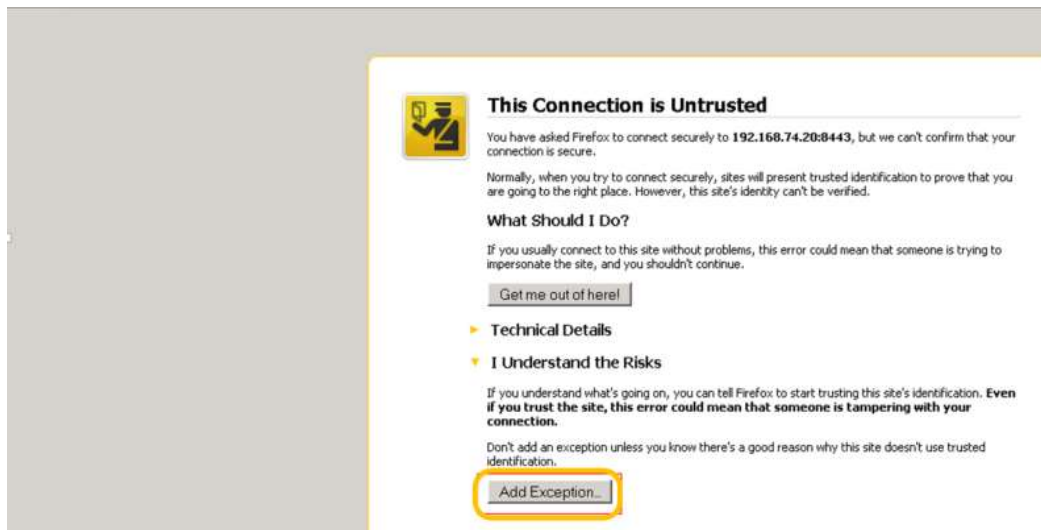 This Connection is Untrusted
You have asked Firefox to connect securely to 192.168.74.20:8443, but we can't confirm that your
connection is secure.
Normally, when you try to connect securely, sites will present trusted identification to prove that you
are going to the right place. However, this site's identity can't be verified.
What Should I Do?
If you usually connect to this site without problems, this error could mean that someone is trying to
impersonate the site, and you shouldn't continue.
Get me out of here!
Technical Details
I Understand the Risks
If you understand what's going on, you can tell Firefox to start trusting this site's identification. Even
if you trust the site, this error could mean that someone is tampering with your
connection.
Don't add an exception unless you know there's a good reason why this site doesn't use trusted
identification.
Add Exception...